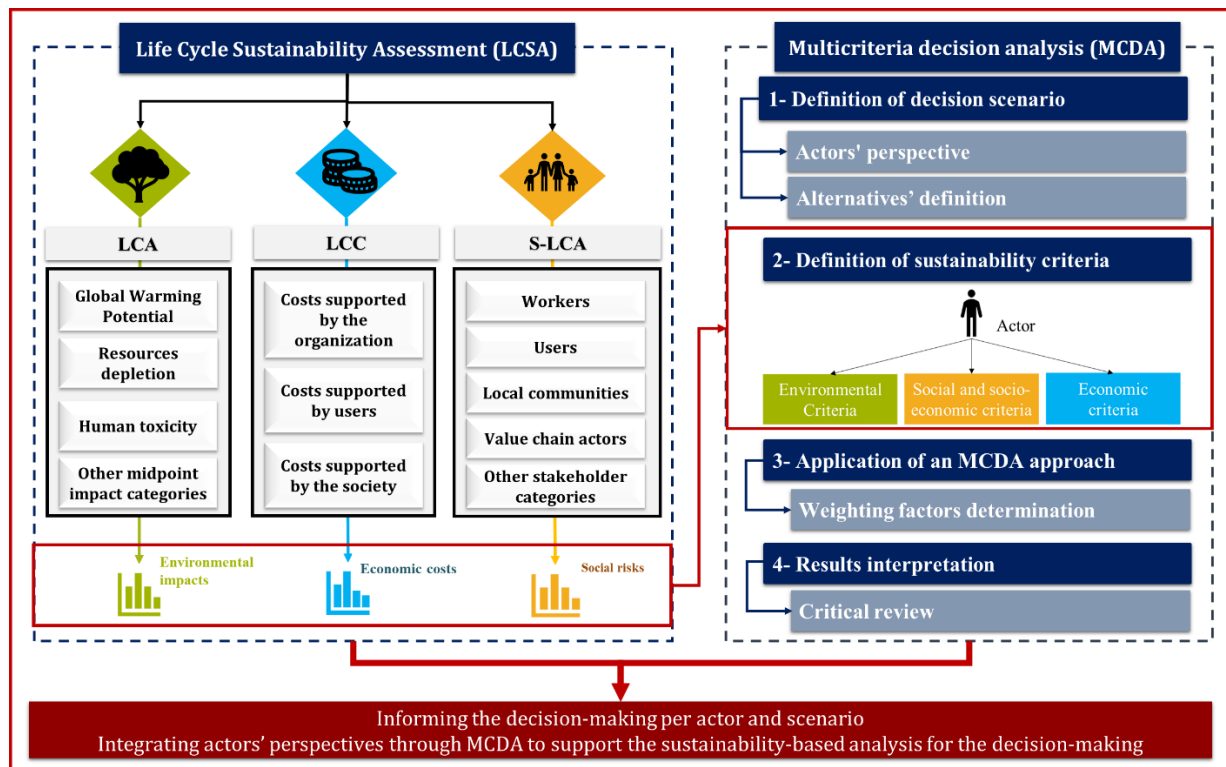 Life Cycle Sustainability Assessment (LCSA)
LCA
Global Warming
Potential
Resources
depletion
Human toxicity
Other midpoint
impact categories
Environmental
impacts
LCC
Costs supported
by the
organization
Costs supported
by users
Costs supported
by the society
Economic costs
S-LCA
Workers
Users
Local communities
Value chain actors
Other stakeholder
categories
Social risks
Multicriteria decision analysis (MCDA)
1- Definition of decision scenario
Actors' perspective
Alternatives’ definition
2- Definition of sustainability criteria
Actor
Environmental
Criteria
Social and socio-
economic criteria
Economic
criteria
3- Application of an MCDA approach
Weighting factors determination
4- Results interpretation
Critical review
Informing the decision-making per actor and scenario
Integrating actors’ perspectives through MCDA to support the sustainability-based analysis for the decision-making